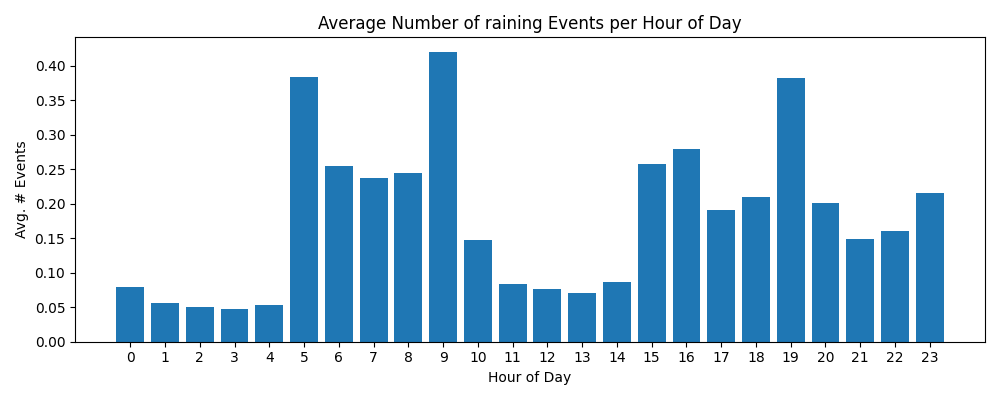 Average Number of raining Events per Hour of Day
Avg. # Events
0.40
0.35
0.30
0.25
0.20
0.15
0.10
0.05
0.00
0 1 2 3 4 5 6 7 8 9 10 11 12 13 14 15 16 17 18 19 20 21 22 23
Hour of Day